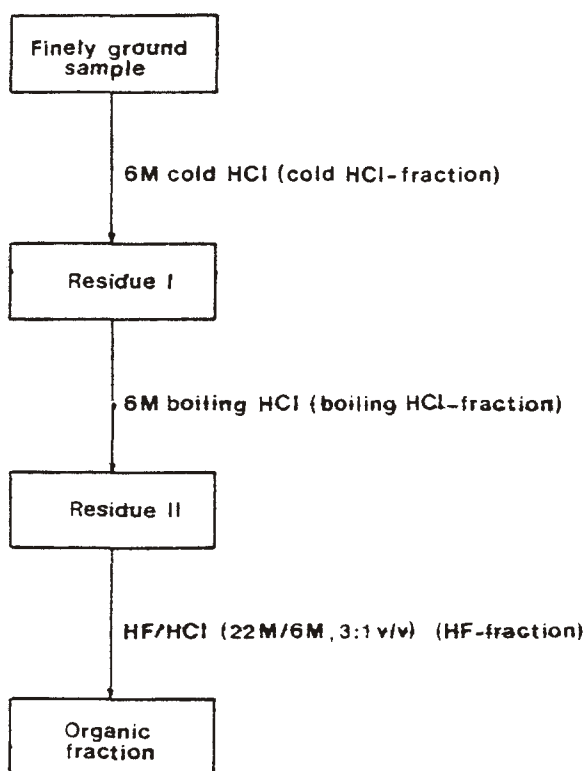 Finely ground
sample
6M cold HCl (cold HCl-fraction)
Residue I
6M boiling HCl (boiling HCl-fraction)
Residue II
HF/HCl (22M/6M, 3:1 v/v) (HF-fraction)
Organic
fraction